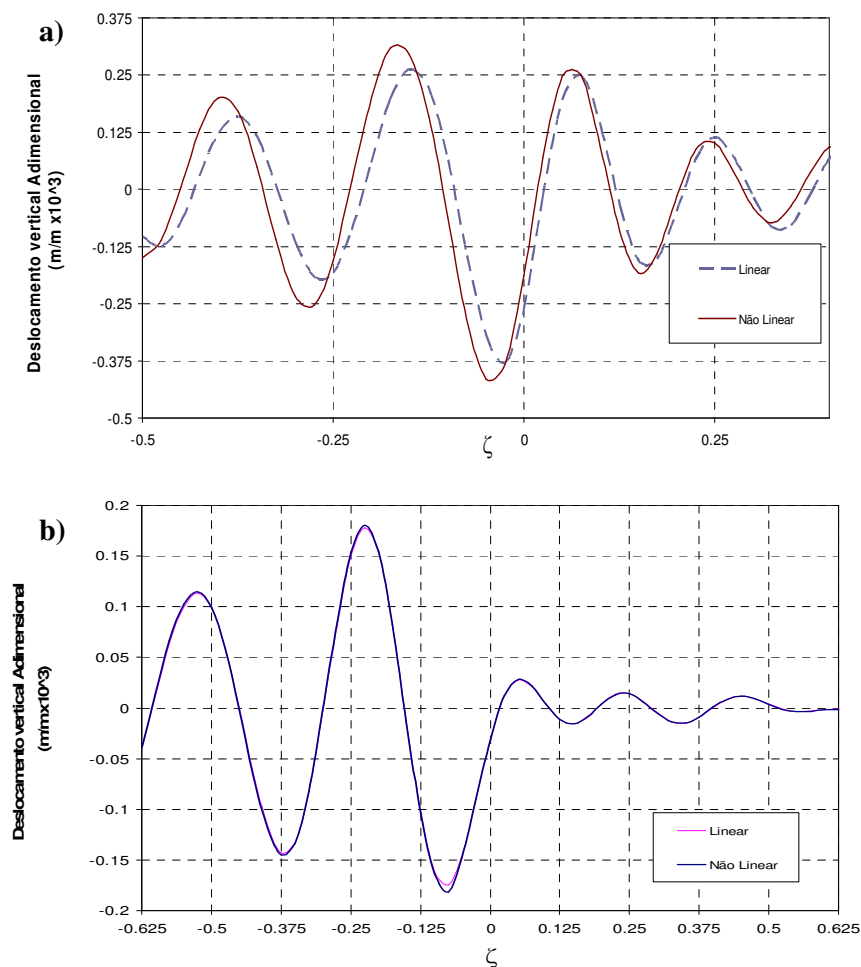 a)
Deslocamento vertical Adimensional
(m/m x10^3)
0.375
0.25
0.125
0
-0.125
-0.25
-0.375
-0.5
-0.5
-0.25
0
0.25
ζ
Linear
Não Linear
b)
Deslocamento vertical Adimensional
(m/mx10^3)
0.2
0.15
0.1
0.05
0
-0.05
-0.1
-0.15
-0.2
-0.625
-0.5
-0.375
-0.25
-0.125
0
0.125
0.25
0.375
0.5
0.625
ζ
Linear
Não Linear